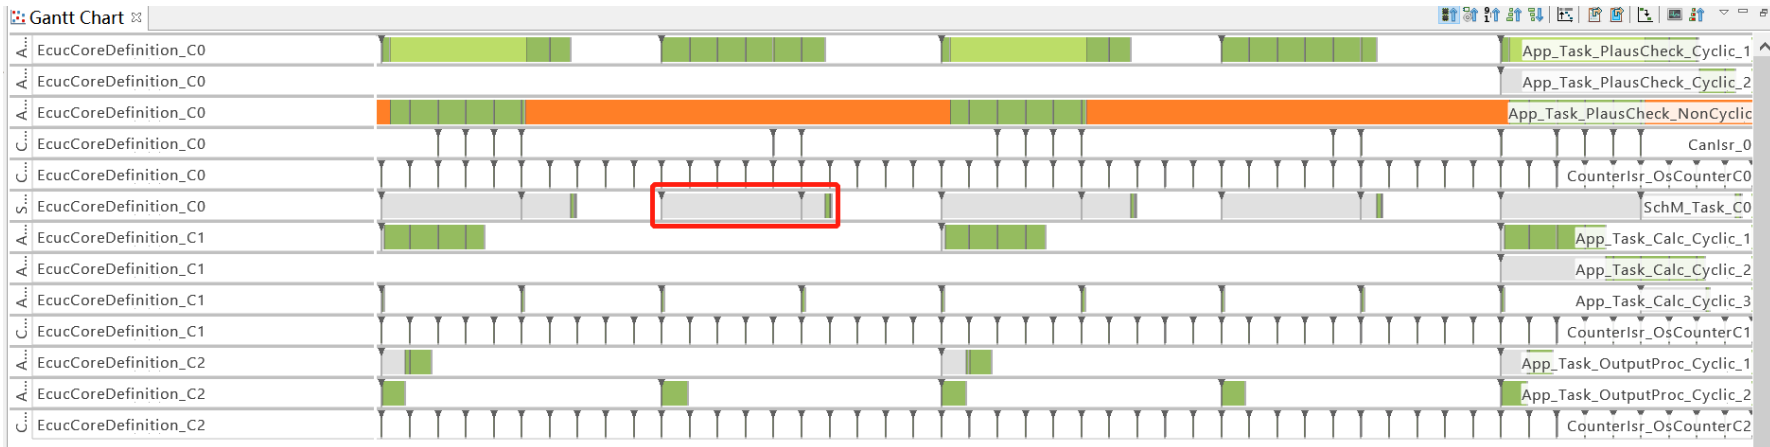 Gantt Chart
A... EcucCoreDefinition_C0 App_Task_PlausCheck_Cyclic_1
A... EcucCoreDefinition_C0 App_Task_PlausCheck_Cyclic_2
A... EcucCoreDefinition_C0 App_Task_PlausCheck_NonCyclic
C... EcucCoreDefinition_C0 CanIsr_0
C... EcucCoreDefinition_C0 CounterIsr_OsCounterC0
S... EcucCoreDefinition_C0 SchM_Task_C0
A... EcucCoreDefinition_C1 App_Task_Calc_Cyclic_1
A... EcucCoreDefinition_C1 App_Task_Calc_Cyclic_2
A... EcucCoreDefinition_C1 App_Task_Calc_Cyclic_3
C... EcucCoreDefinition_C1 CounterIsr_OsCounterC1
A... EcucCoreDefinition_C2 App_Task_OutputProc_Cyclic_1
A... EcucCoreDefinition_C2 App_Task_OutputProc_Cyclic_2
C... EcucCoreDefinition_C2 CounterIsr_OsCounterC2